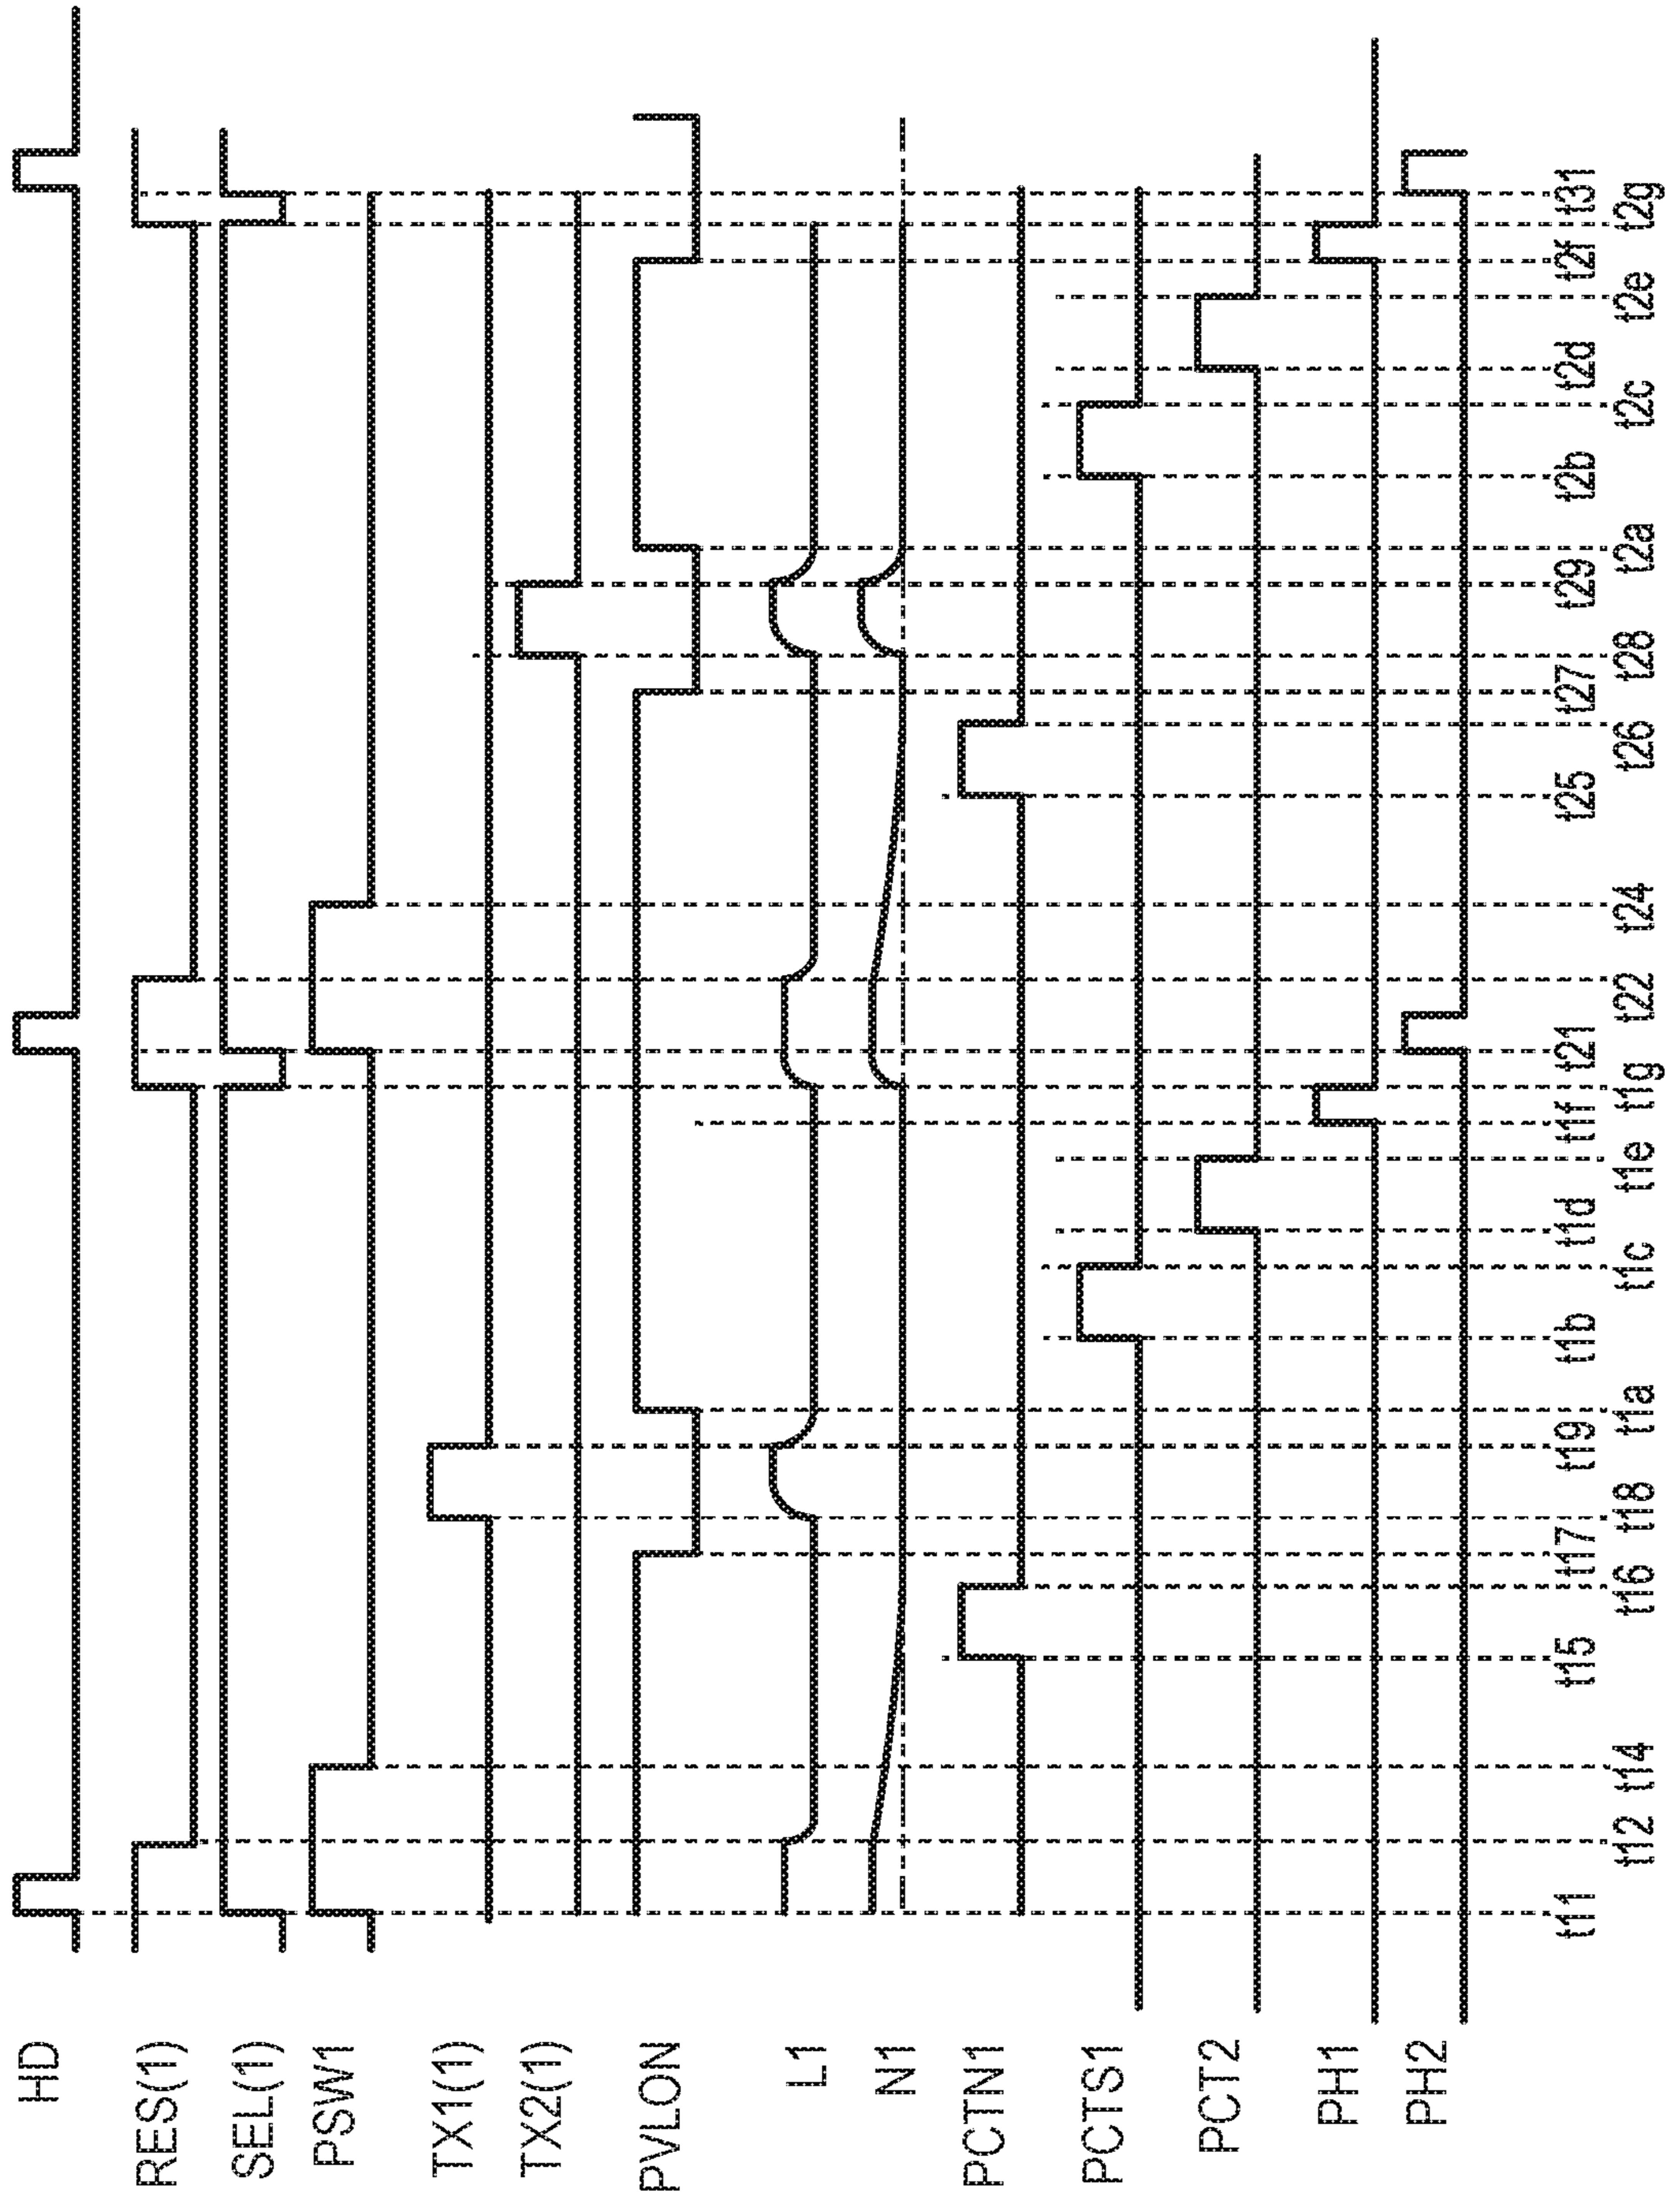 HD
RES(1)
SEL(1)
PSW1
TX1(1)
TX2(1)
PVLON
L1
N1
PCTN1
PCTS1
PCT2
PH1
PH2
t11
t12
t14
t15
t16
t17
t18
t19
t1a
t1b
t1c
t1d
t1e
t1f
t1g
t21
t22
t24
t25
t26
t27
t28
t29
t2a
t2b
t2c
t2d
t2e
t2f
t2g
t31